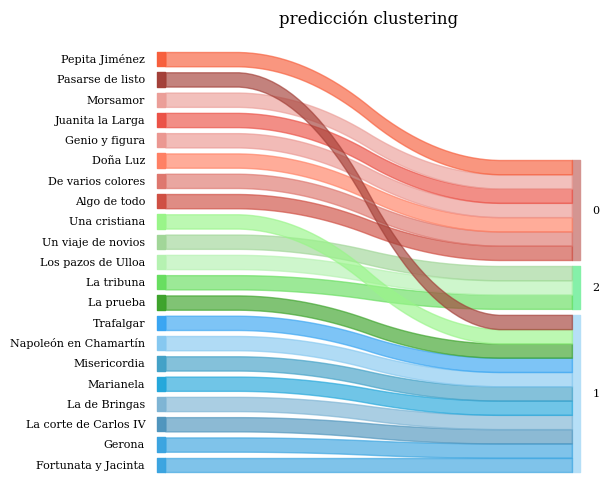 predicción clustering
Pepita Jiménez
Pasarse de listo
Morsamor
Juanita la Larga
Genio y figura
Doña Luz
De varios colores
Algo de todo
Una cristiana
Un viaje de novios
Los pazos de Ulloa
La tribuna
La prueba
Trafalgar
Napoleón en Chamartín
Misericordia
Marianela
La de Bringas
La corte de Carlos IV
Gerona
Fortunata y Jacinta
0
2
1